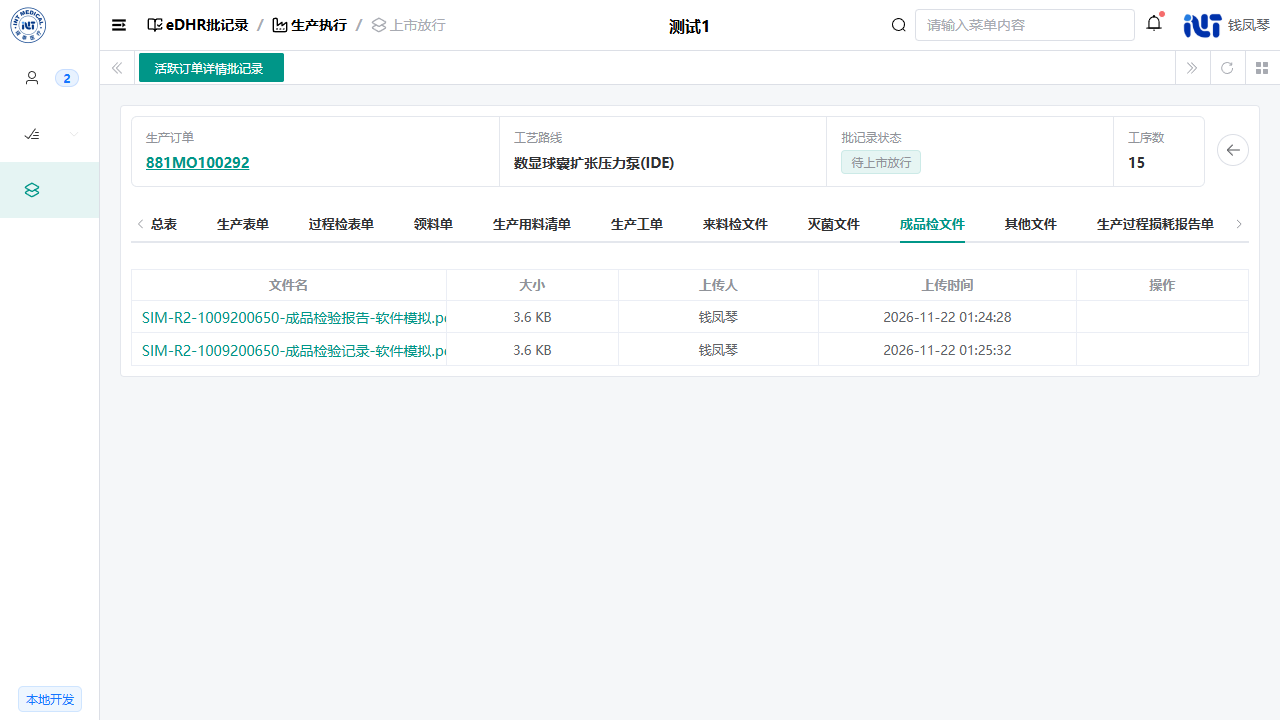 INT MEDICAL
eDHR批记录 / 生产执行 / 上市放行
测试1
请输入菜单内容
钱凤琴
2
活跃订单详情批记录
生产订单
881MO100292
工艺路线
数显球囊扩张压力泵(IDE)
批记录状态
待上市放行
工序数
15
总表 生产表单 过程检表单 领料单 生产用料清单 生产工单 来料检文件 灭菌文件 成品检文件 其他文件 生产过程损耗报告单
文件名 大小 上传人 上传时间 操作
SIM-R2-1009200650-成品检验报告-软件模拟.p 3.6 KB 钱凤琴 2026-11-22 01:24:28
SIM-R2-1009200650-成品检验记录-软件模拟.p 3.6 KB 钱凤琴 2026-11-22 01:25:32
本地开发